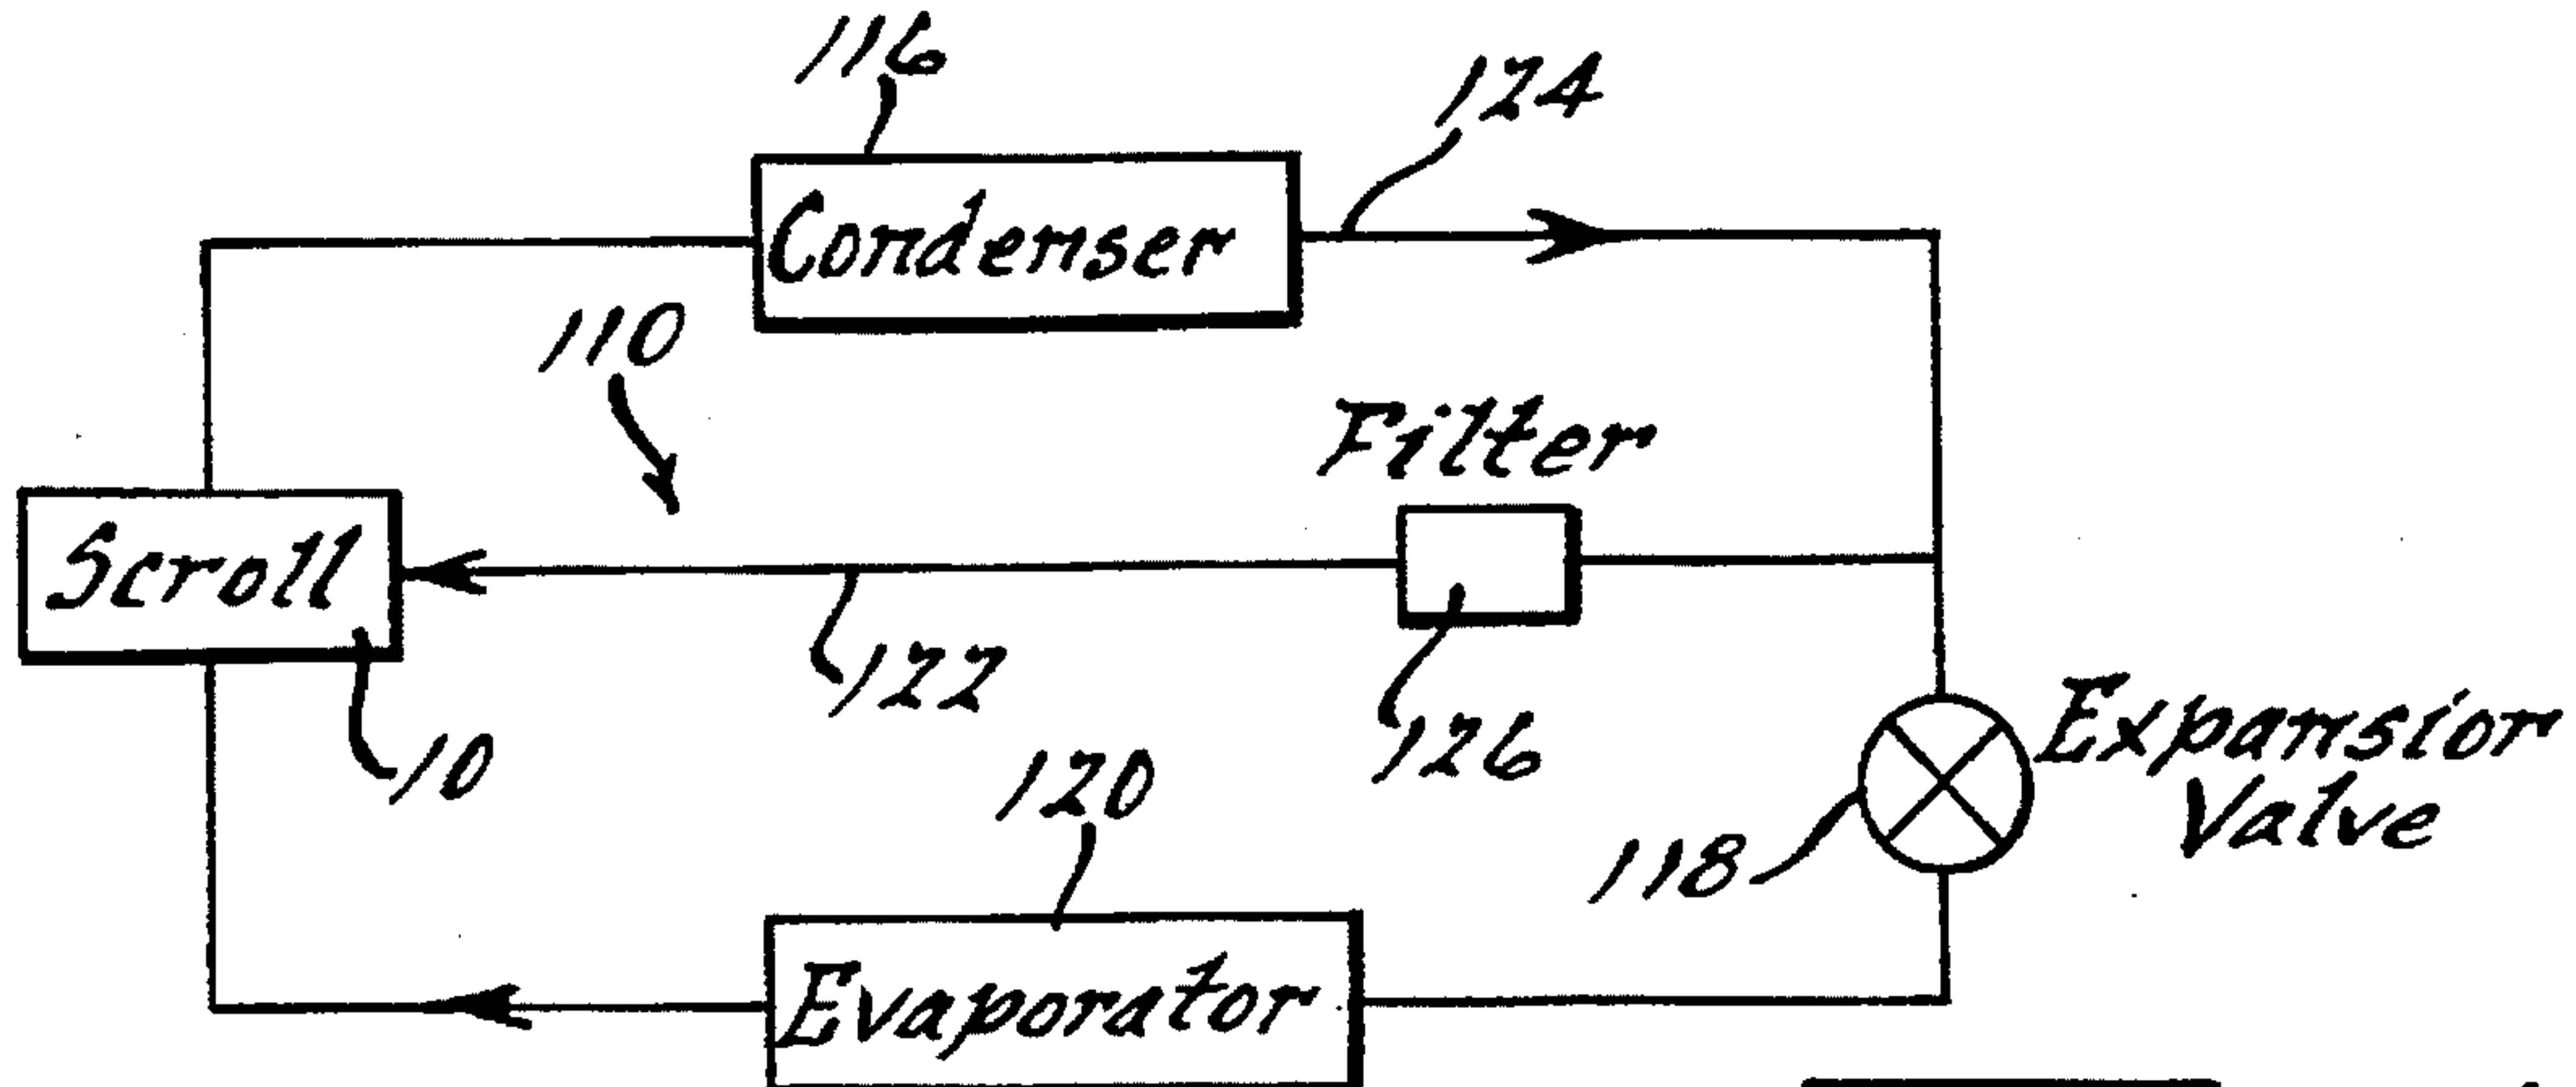 116
124
Condenser
110
Filter
Scroll
122
10
126
Expansion
Valve
120
118
Evaporator